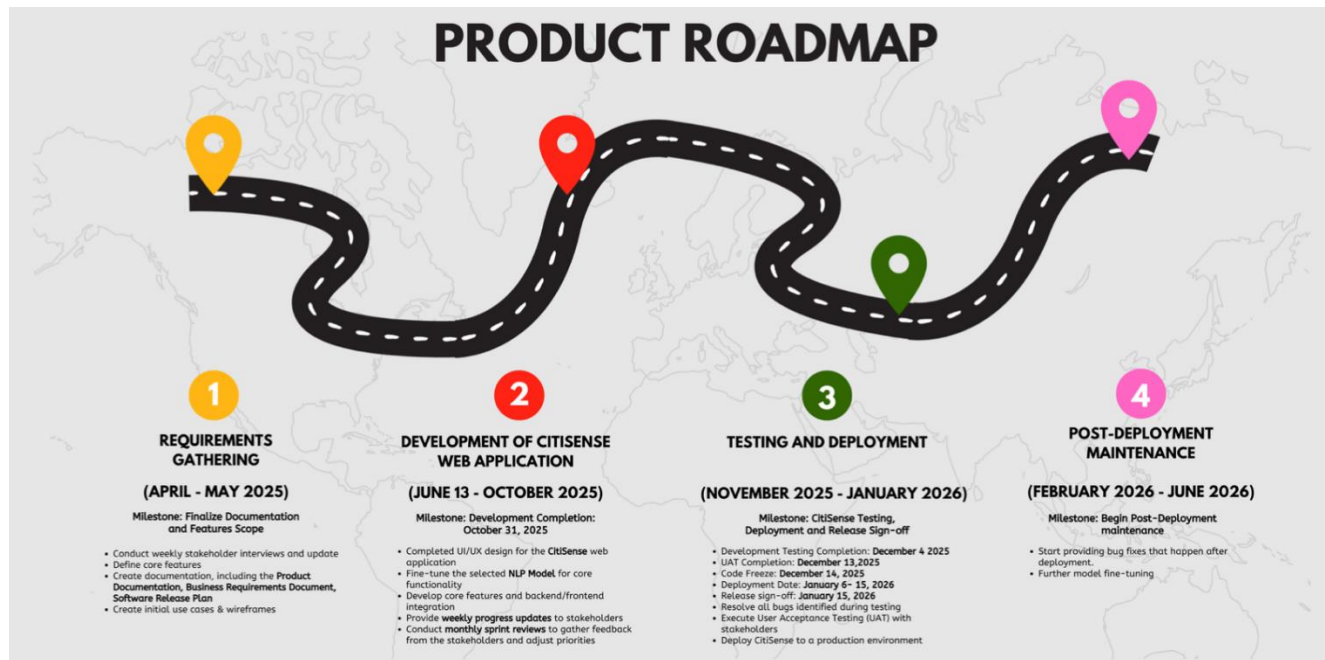 PRODUCT ROADMAP
1
REQUIREMENTS
GATHERING
(APRIL - MAY 2025)
Milestone: Finalize Documentation
and Features Scope
• Conduct weekly stakeholder interviews and update
• Define core features
• Create documentation, including the Product
Documentation, Business Requirements Document,
Software Release Plan
• Create initial use cases & wireframes
2
DEVELOPMENT OF CITISENSE
WEB APPLICATION
(JUNE 13 - OCTOBER 2025)
Milestone: Development Completion:
October 31, 2025
• Completed UI/UX design for the CitiSense web
application
• Fine-tune the selected NLP Model for core
functionality
• Develop core features and backend/frontend
integration
• Provide weekly progress updates to stakeholders
• Conduct monthly sprint reviews to gather feedback
from the stakeholders and adjust priorities
3
TESTING AND DEPLOYMENT
(NOVEMBER 2025 - JANUARY 2026)
Milestone: CitiSense Testing,
Deployment and Release Sign-off
• Development Testing Completion: December 4 2025
• UAT Completion: December 13,2025
• Code Freeze: December 14, 2025
• Deployment Date: January 6- 15, 2026
• Release sign-off: January 15, 2026
• Resolve all bugs identified during testing
• Execute User Acceptance Testing (UAT) with
stakeholders
• Deploy CitiSense to a production environment
4
POST-DEPLOYMENT
MAINTENANCE
(FEBRUARY 2026 - JUNE 2026)
Milestone: Begin Post-Deployment
maintenance
• Start providing bug fixes that happen after
deployment.
• Further model fine-tuning